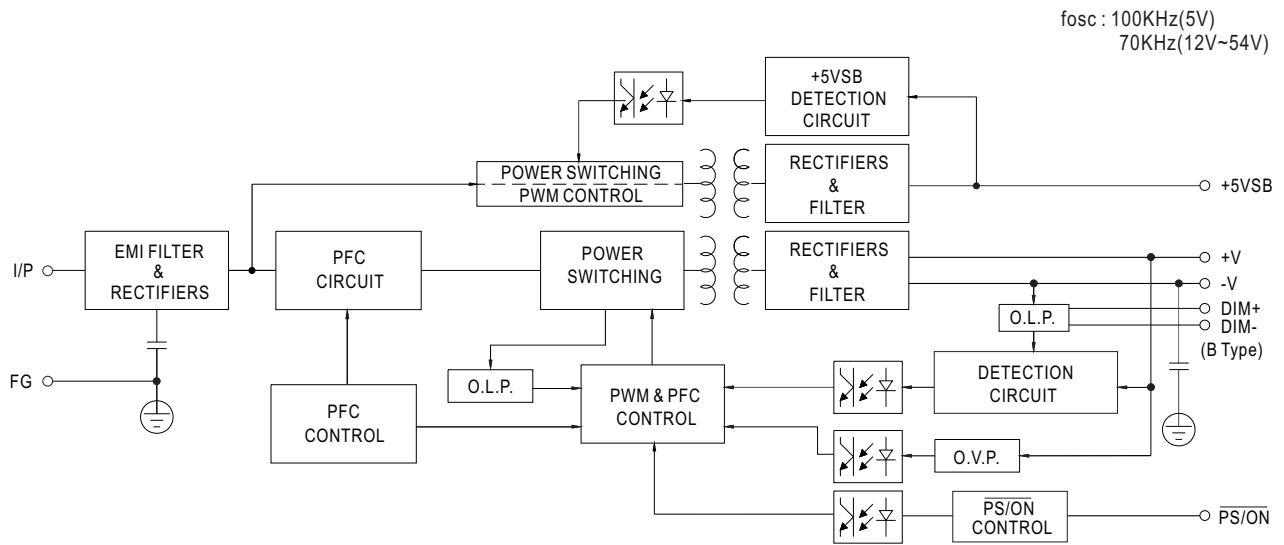 fosc : 100KHz(5V)
70KHz(12V~54V)
+5VSB
DETECTION
CIRCUIT
POWER SWITCHING
PWM CONTROL
RECTIFIERS
&
FILTER
+5VSB
I/P
EMI FILTER
&
RECTIFIERS
PFC
CIRCUIT
POWER
SWITCHING
RECTIFIERS
&
FILTER
+V
-V
DIM+
DIM-
(B Type)
O.L.P.
FG
O.L.P.
PFC
CONTROL
PWM & PFC
CONTROL
DETECTION
CIRCUIT
O.V.P.
PS/ON
CONTROL
PS/ON